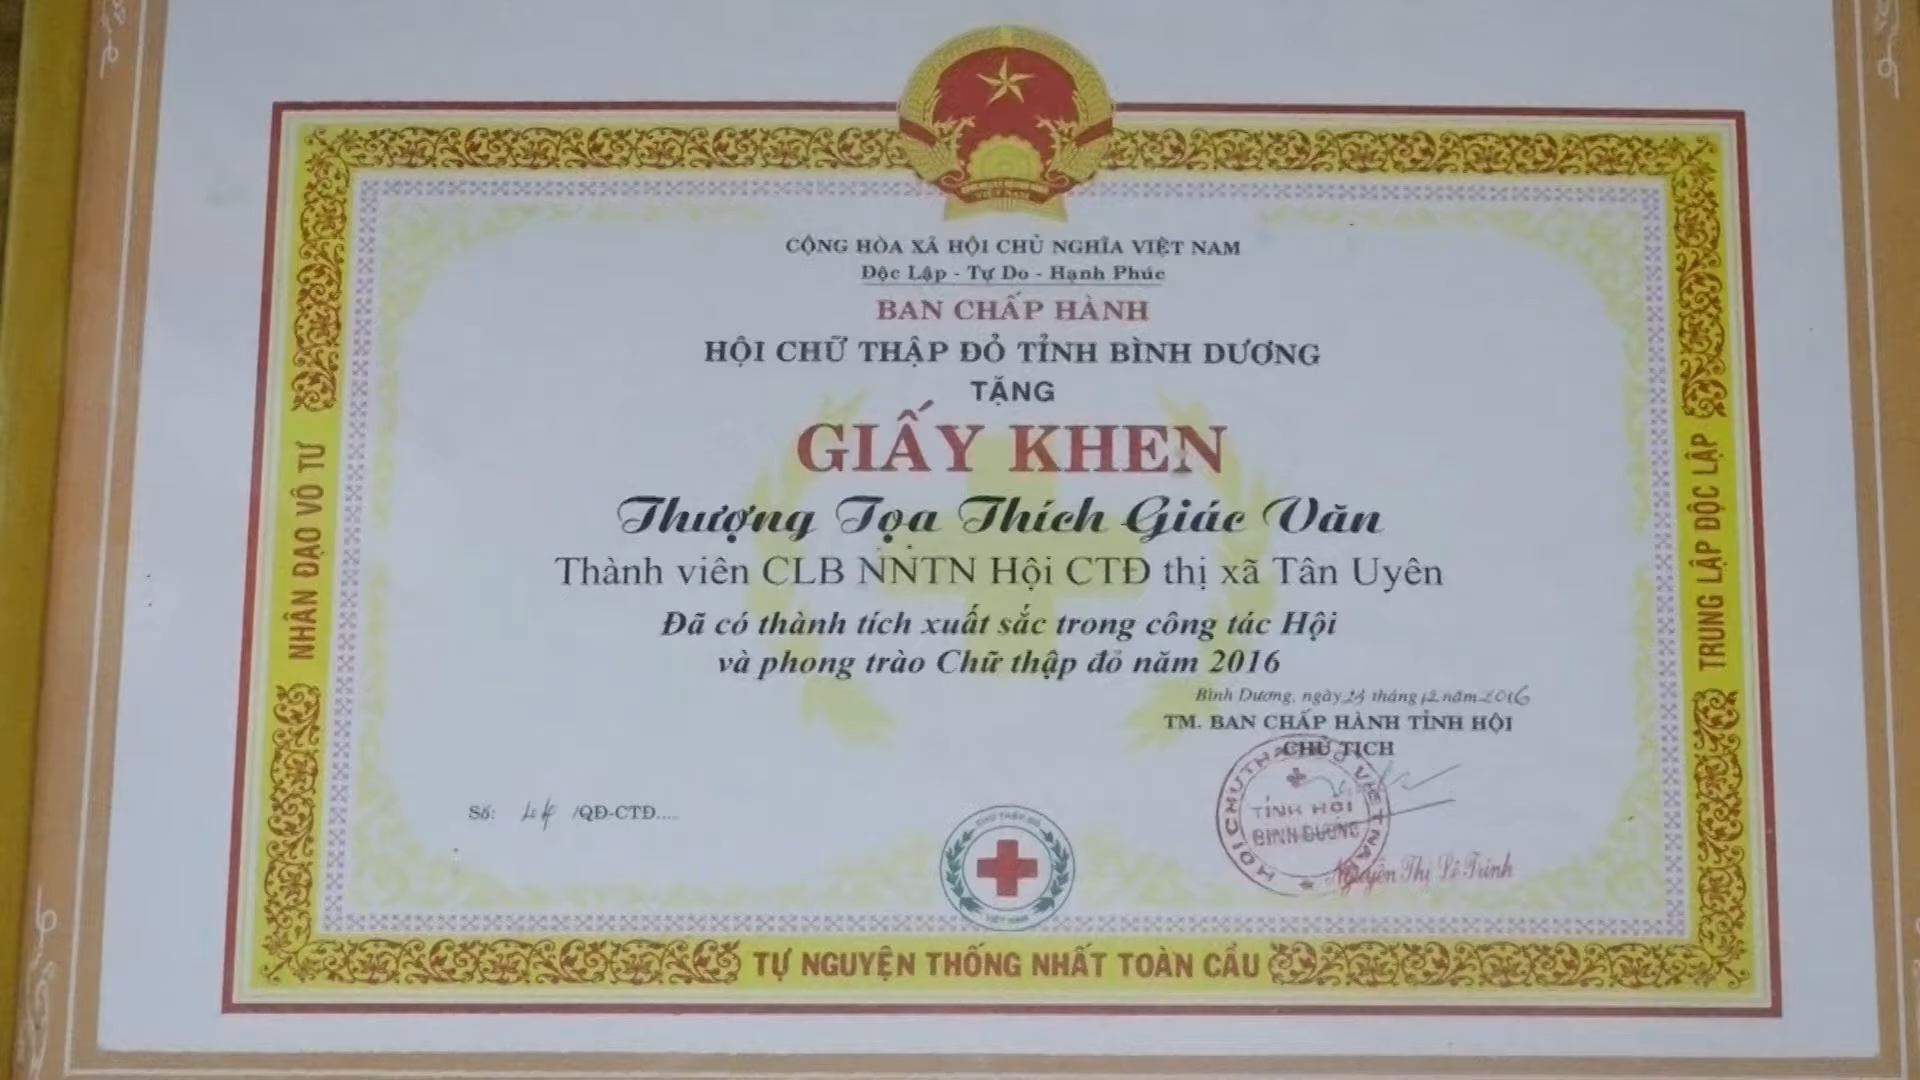 CỘNG HÒA XÃ HỘI CHỦ NGHĨA VIỆT NAM
Độc Lập - Tự Do - Hạnh Phúc
BAN CHẤP HÀNH
HỘI CHỮ THẬP ĐỎ TỈNH BÌNH DƯƠNG
TẶNG
GIẤY KHEN
Thượng Tọa Thích Giác Văn
Thành viên CLB NNTN Hội CTĐ thị xã Tân Uyên
Đã có thành tích xuất sắc trong công tác Hội
và phong trào Chữ thập đỏ năm 2016
Bình Dương, ngày 23 tháng 12 năm 2016
TM. BAN CHẤP HÀNH TỈNH HỘI
CHỦ TỊCH
TỈNH HỘI
BÌNH DƯƠNG
Nguyễn Thị Lệ Trinh
Số: /QĐ-CTĐ....
CHỮ THẬP ĐỎ
VIỆT NAM
NHÂN ĐẠO VÔ TƯ
TRUNG LẬP ĐỘC LẬP
TỰ NGUYỆN THỐNG NHẤT TOÀN CẦU